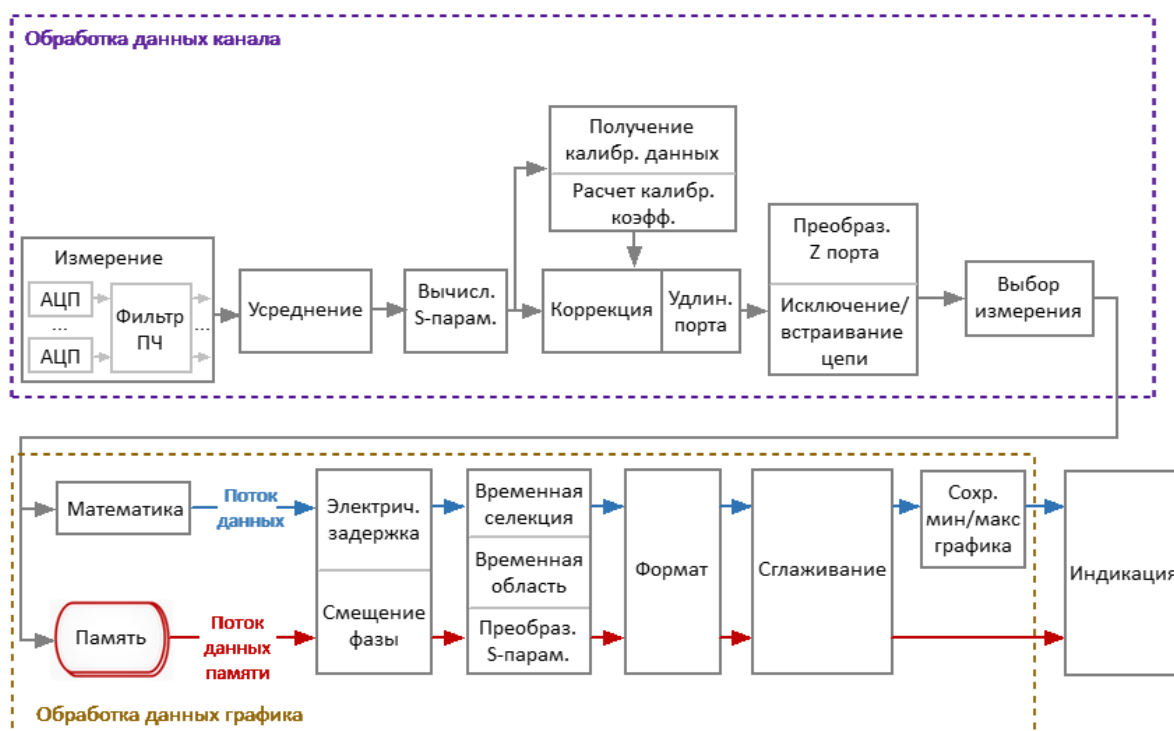 Обработка данных канала
Получение
калибр. данных
Расчет калибр.
коэфф.
Измерение
АЦП
...
АЦП
Фильтр
ПЧ
...
Усреднение
Вычисл.
S-парам.
Коррекция
Удлин.
порта
Преобраз.
Z порта
Исключение/
встраивание
цепи
Выбор
измерения
Математика
Поток
данных
Электрич.
задержка
Смещение
фазы
Временная
селекция
Временная
область
Преобраз.
S-парам.
Формат
Сглаживание
Сохр.
мин/макс
графика
Индикация
Память
Поток
данных
памяти
Обработка данных графика